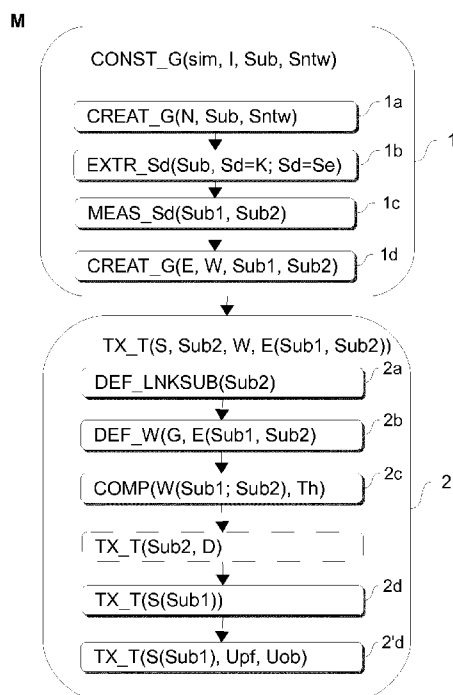 M
CONST_G(sim, I, Sub, Sntw)
CREAT_G(N, Sub, Sntw)
1a
EXTR_Sd(Sub, Sd=K; Sd=Se)
1b
1
MEAS_Sd(Sub1, Sub2)
1c
CREAT_G(E, W, Sub1, Sub2)
1d
TX_T(S, Sub2, W, E(Sub1, Sub2))
DEF_LNKSUB(Sub2)
2a
DEF_W(G, E(Sub1, Sub2)
2b
COMP(W(Sub1; Sub2), Th)
2c
2
TX_T(Sub2, D)
TX_T(S(Sub1))
2d
TX_T(S(Sub1), Upf, Uob)
2'd